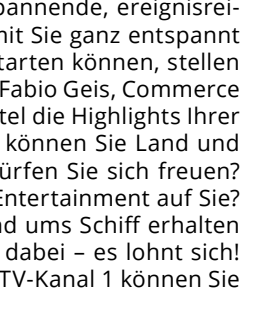 pannende, ereignisrei-
mit Sie ganz entspannt
tarten können, stellen
Fabio Geis, Commerce
tel die Highlights Ihrer
können Sie Land und
ürfen Sie sich freuen?
Entertainment auf Sie?
d ums Schiff erhalten
dabei – es lohnt sich!
TV-Kanal 1 können Sie